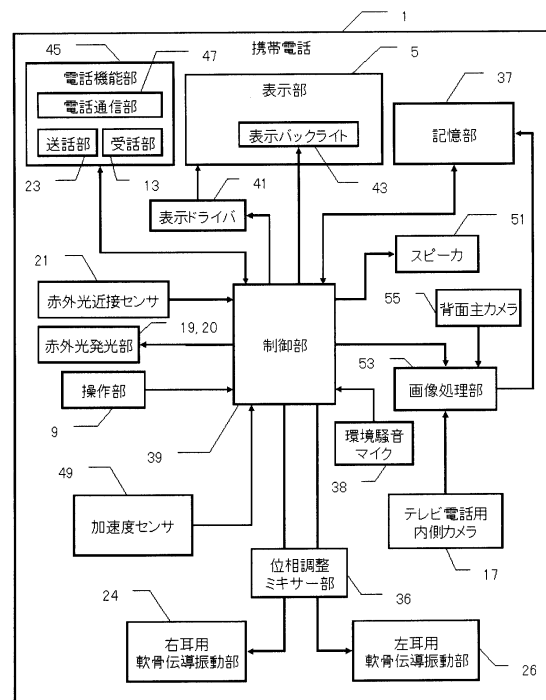 1
携帯電話
45
47
電話機能部
電話通信部
送話部
受話部
23
13
5
表示部
表示バックライト
43
41
表示ドライバ
37
記憶部
51
スピーカ
21
赤外光近接センサ
55
背面主カメラ
19, 20
赤外光発光部
制御部
53
画像処理部
操作部
9
39
環境騒音
マイク
38
49
加速度センサ
テレビ電話用
内側カメラ
17
位相調整
ミキサー部
36
24
右耳用
軟骨伝導振動部
左耳用
軟骨伝導振動部
26